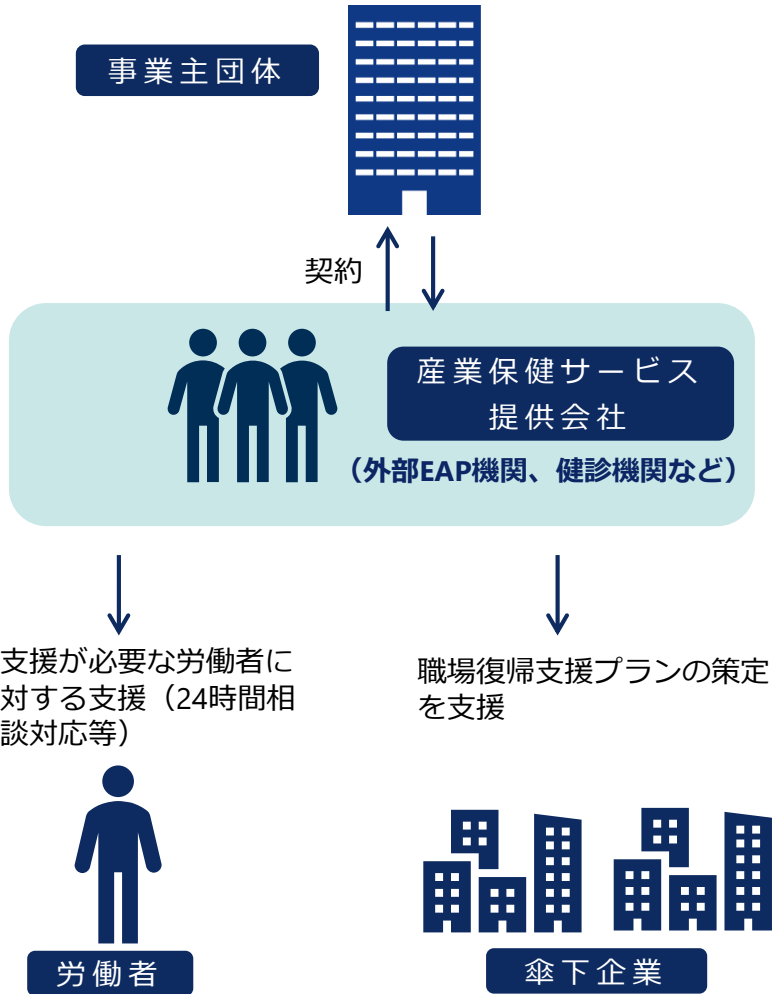 事業主団体
契約
産業保健サービス
提供会社
（外部EAP機関、健診機関など）
支援が必要な労働者に
対する支援（24時間相
談対応等）
職場復帰支援プランの策定
を支援
労働者
傘下企業